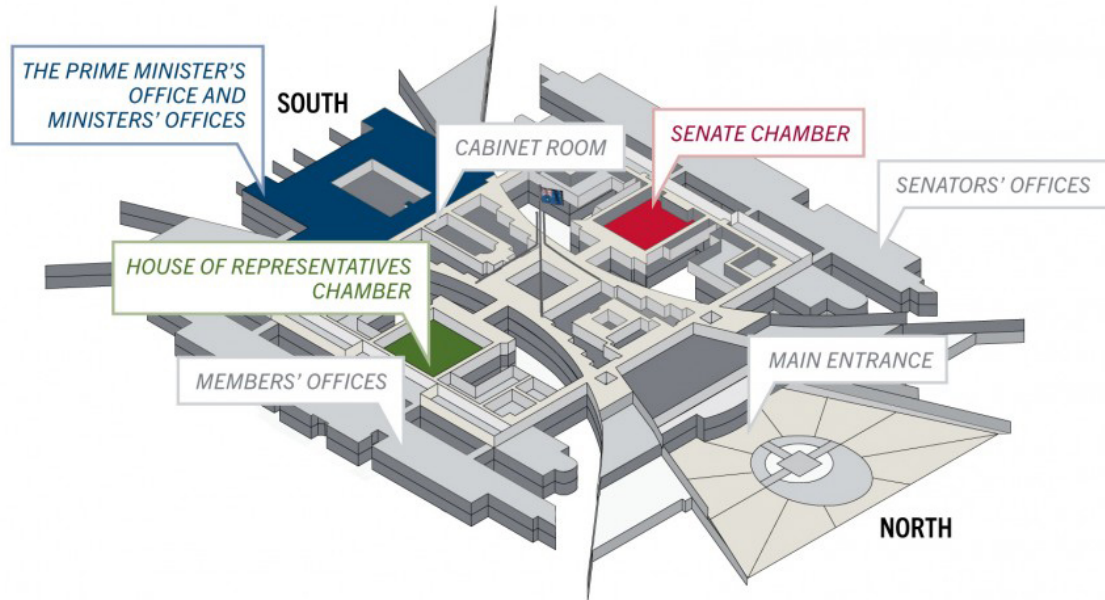 THE PRIME MINISTER'S
OFFICE AND
MINISTERS' OFFICES
SOUTH
CABINET ROOM
SENATE CHAMBER
SENATORS' OFFICES
HOUSE OF REPRESENTATIVES
CHAMBER
MEMBERS' OFFICES
MAIN ENTRANCE
NORTH